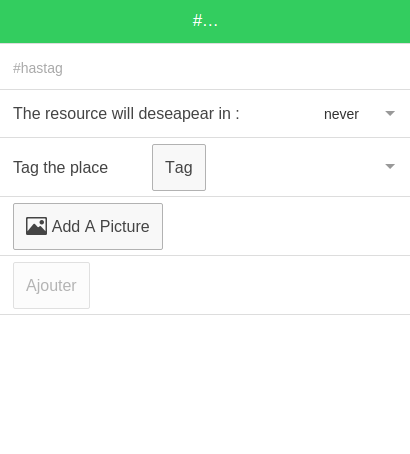 #...
#hastag
The resource will deseapear in : never
Tag the place Tag
Add A Picture
Ajouter